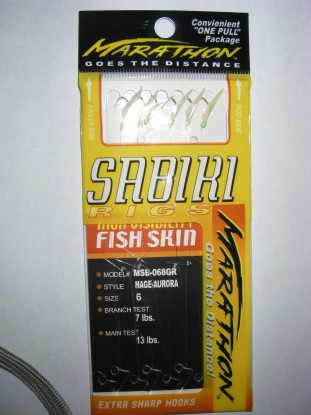 Convienient
"ONE PULL"
Package
MARATHON
GOES THE DISTANCE
SABIKI
RIGS
HIGH VISIBILITY
FISH SKIN
MODEL# MSE-068GR
STYLE HAGE-AURORA
SIZE 6
BRANCH TEST
7 lbs.
MAIN TEST
13 lbs.
EXTRA SHARP HOOKS
MARATHON
Goes the Distance